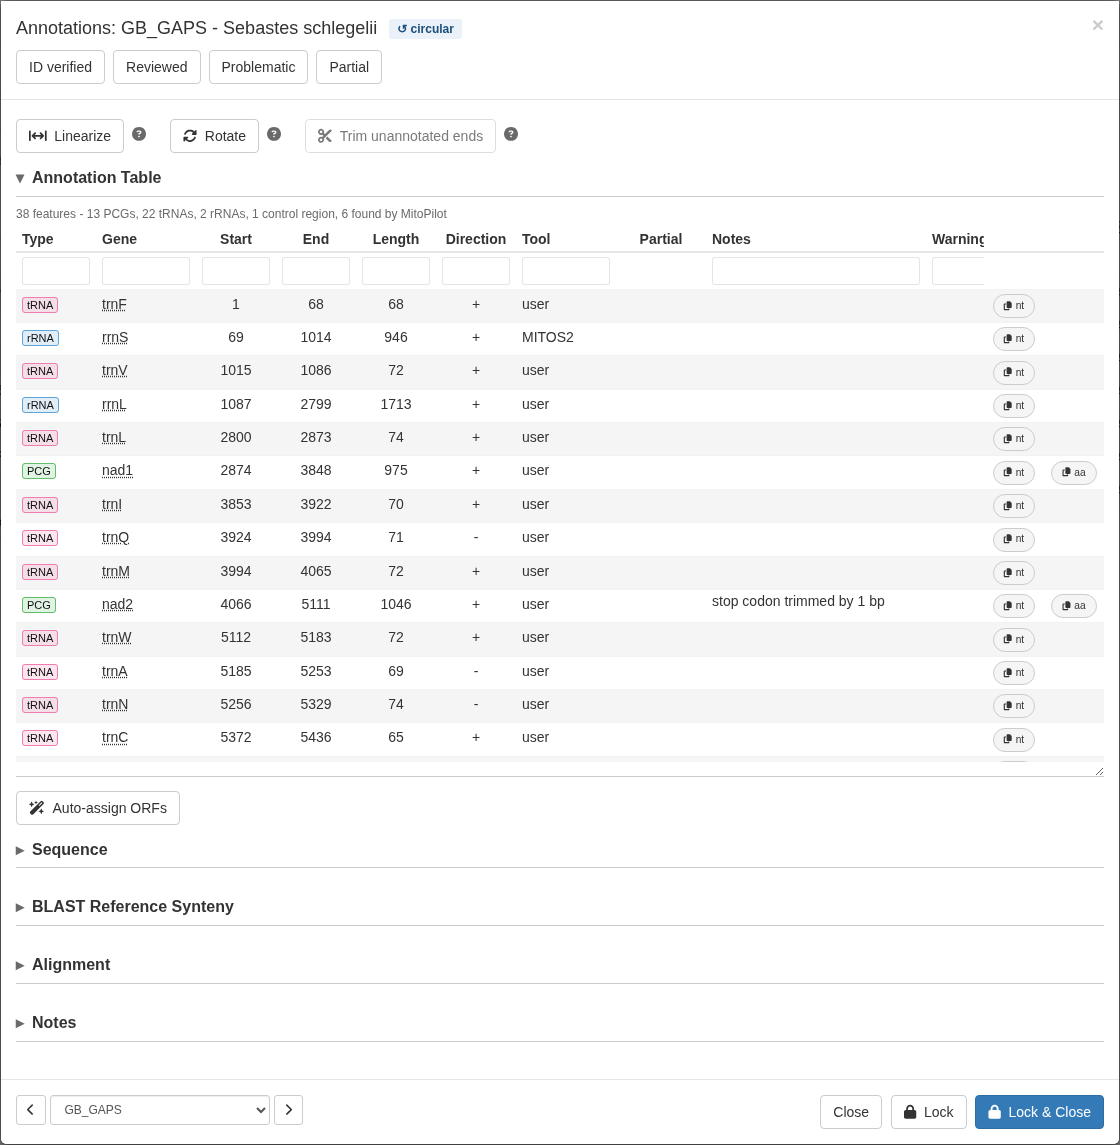 Annotations: GB_GAPS - Sebastes schlegelii ↺ circular ×
ID verified Reviewed Problematic Partial
Linearize ? Rotate ? Trim unannotated ends ?
▼ Annotation Table
38 features - 13 PCGs, 22 tRNAs, 2 rRNAs, 1 control region, 6 found by MitoPilot
Type Gene Start End Length Direction Tool Partial Notes Warning
tRNA trnF 1 68 68 + user nt
rRNA rrnS 69 1014 946 + MITOS2 nt
tRNA trnV 1015 1086 72 + user nt
rRNA rrnL 1087 2799 1713 + user nt
tRNA trnL 2800 2873 74 + user nt
PCG nad1 2874 3848 975 + user nt aa
tRNA trnI 3853 3922 70 + user nt
tRNA trnQ 3924 3994 71 - user nt
tRNA trnM 3994 4065 72 + user nt
PCG nad2 4066 5111 1046 + user stop codon trimmed by 1 bp nt aa
tRNA trnW 5112 5183 72 + user nt
tRNA trnA 5185 5253 69 - user nt
tRNA trnN 5256 5329 74 - user nt
tRNA trnC 5372 5436 65 + user nt
Auto-assign ORFs
▶ Sequence
▶ BLAST Reference Synteny
▶ Alignment
▶ Notes
GB_GAPS Close Lock Lock & Close